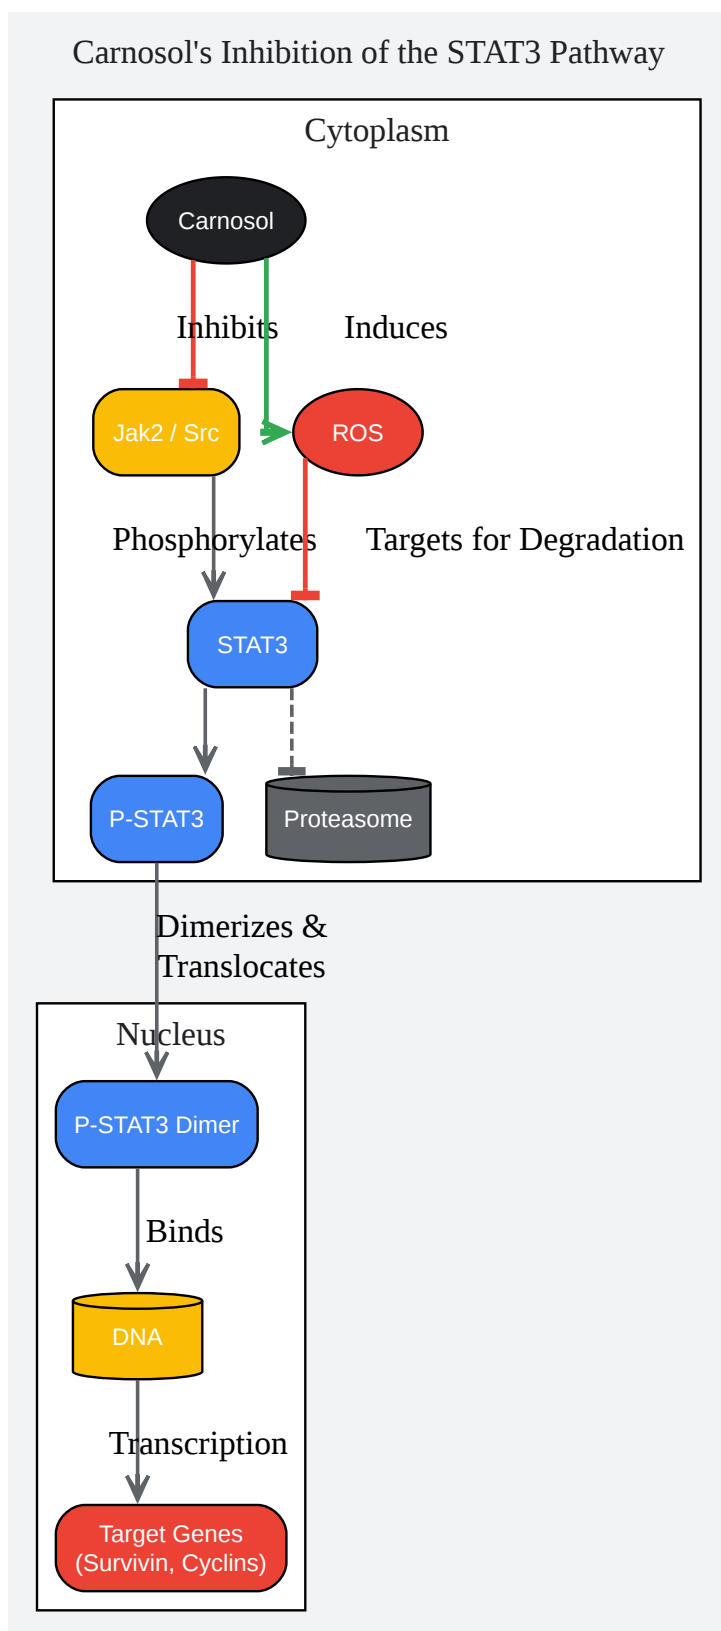 Carnosol's Inhibition of the STAT3 Pathway
Cytoplasm
Carnosol
Inhibits
Induces
Jak2 / Src
ROS
Phosphorylates
Targets for Degradation
STAT3
P-STAT3
Proteasome
Dimerizes &
Translocates
Nucleus
P-STAT3 Dimer
Binds
DNA
Transcription
Target Genes
(Survivin, Cyclins)